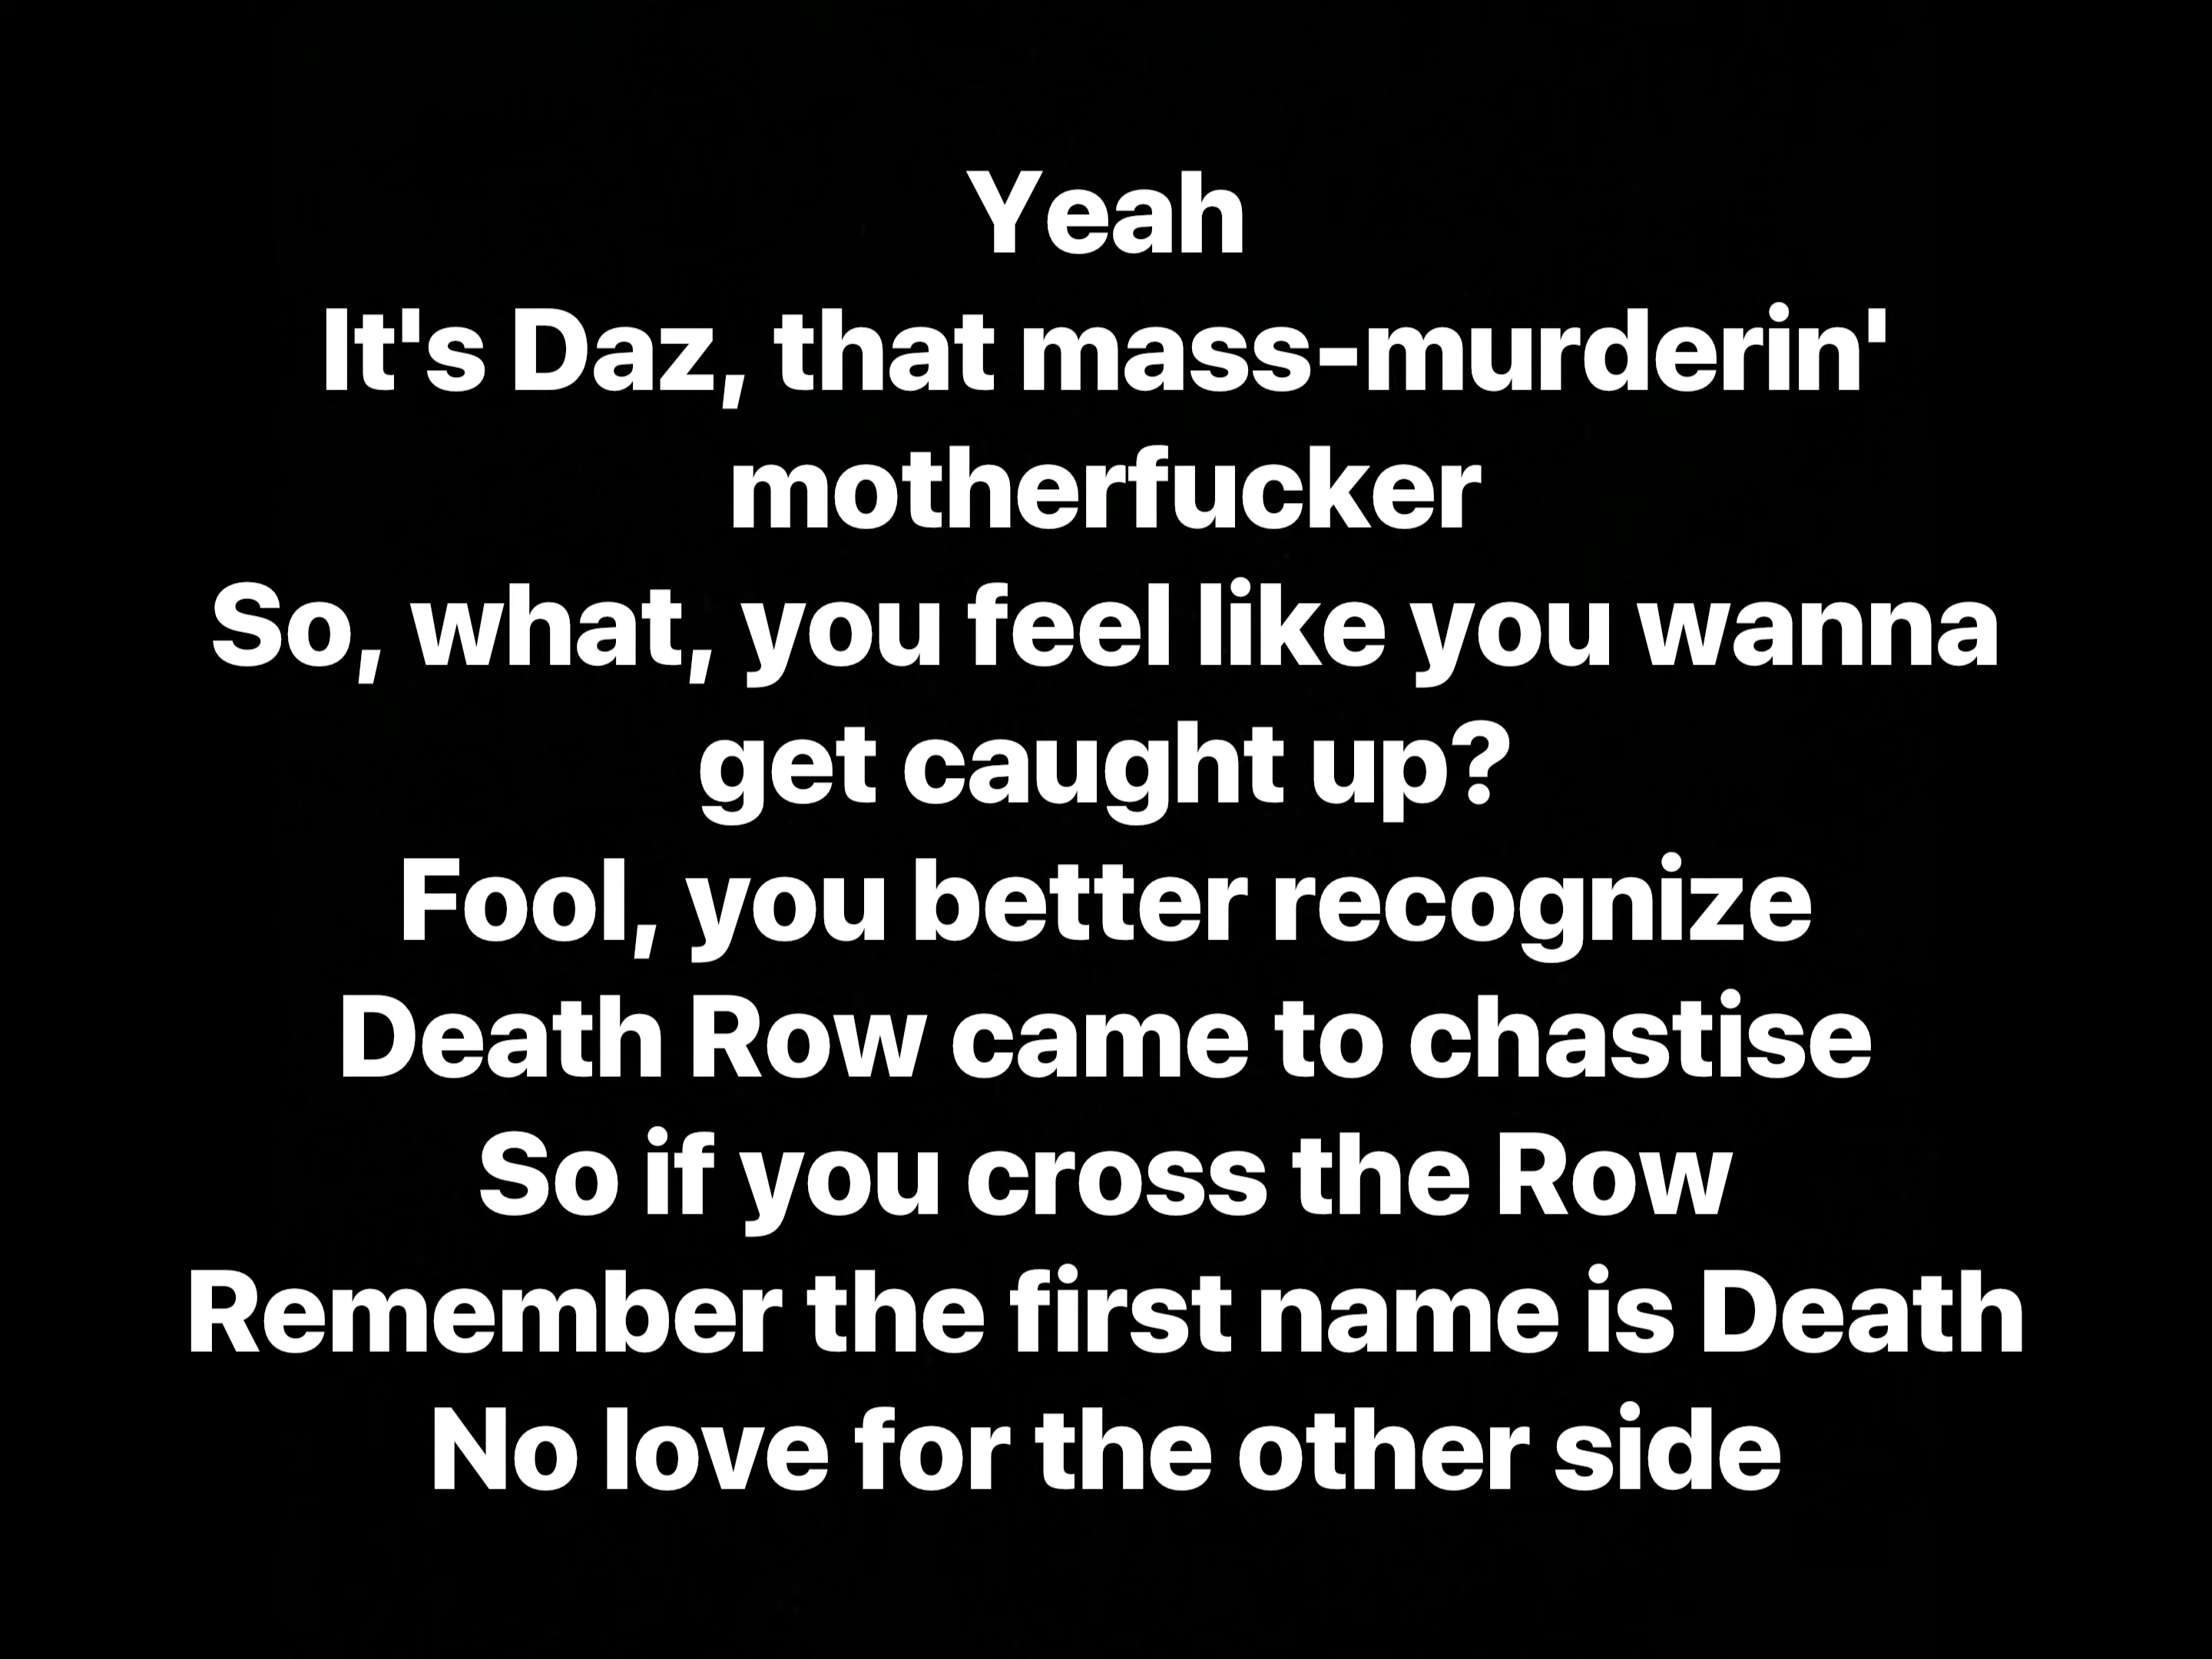 Yeah
It's Daz, that mass-murderin'
motherfucker
So, what, you feel like you wanna
get caught up?
Fool, you better recognize
Death Row came to chastise
So if you cross the Row
Remember the first name is Death
No love for the other side